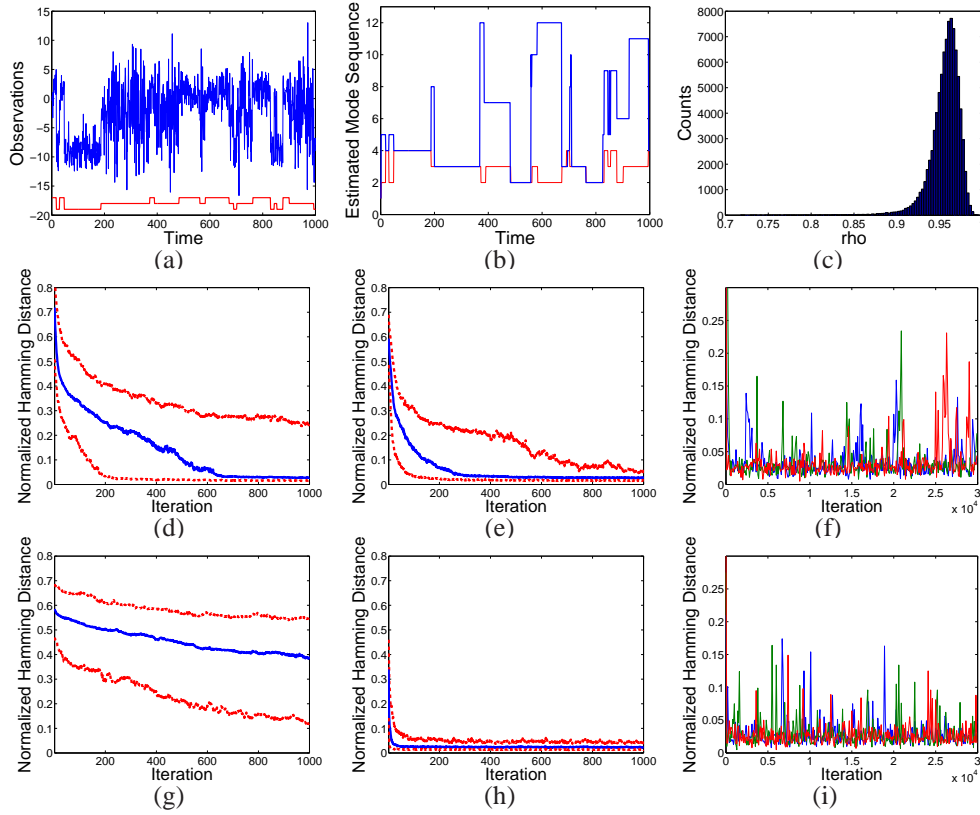 15
10
5
0
−5
−10
−15
−20
0 200 400 600 800 1000
Observations
Time
(a)
12
10
8
6
4
2
0
0 200 400 600 800 1000
Estimated Mode Sequence
Time
(b)
8000
7000
6000
5000
4000
3000
2000
1000
0
0.7 0.75 0.8 0.85 0.9 0.95
Counts
rho
(c)
0.8
0.7
0.6
0.5
0.4
0.3
0.2
0.1
0
200 400 600 800 1000
Normalized Hamming Distance
Iteration
(d)
0.8
0.7
0.6
0.5
0.4
0.3
0.2
0.1
0
200 400 600 800 1000
Normalized Hamming Distance
Iteration
(e)
0.25
0.2
0.15
0.1
0.05
0
0 0.5 1 1.5 2 2.5 3
x 10^4
Normalized Hamming Distance
Iteration
(f)
0.8
0.7
0.6
0.5
0.4
0.3
0.2
0.1
0
200 400 600 800 1000
Normalized Hamming Distance
Iteration
(g)
0.8
0.7
0.6
0.5
0.4
0.3
0.2
0.1
0
200 400 600 800 1000
Normalized Hamming Distance
Iteration
(h)
0.25
0.2
0.15
0.1
0.05
0
0 0.5 1 1.5 2 2.5 3
x 10^4
Normalized Hamming Distance
Iteration
(i)